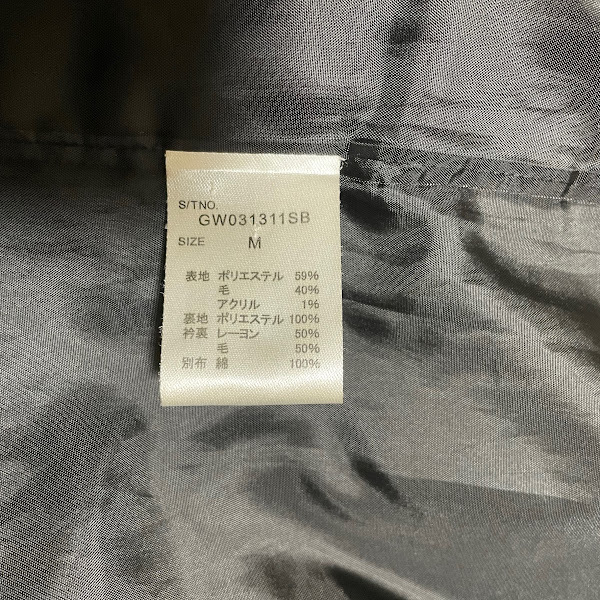 S/TNO.
GW031311SB
SIZE M
表地 ポリエステル 59%
毛 40%
アクリル 1%
裏地 ポリエステル 100%
衿裏 レーヨン 50%
毛 50%
別布 綿 100%